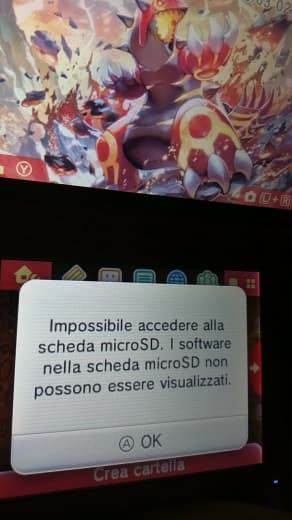 Y
L+R
Impossibile accedere alla
scheda microSD. I software
nella scheda microSD non
possono essere visualizzati.
A OK
Crea cartella